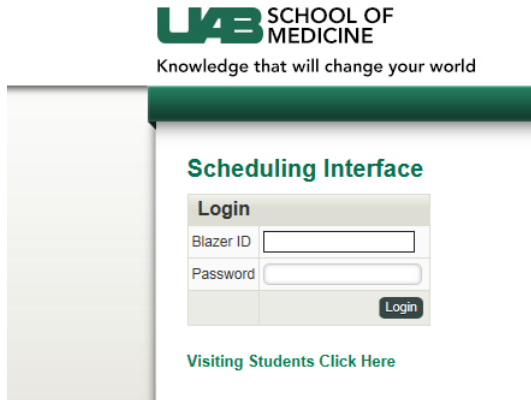 UAB SCHOOL OF
MEDICINE
Knowledge that will change your world
Scheduling Interface
Login
Blazer ID
Password
Login
Visiting Students Click Here